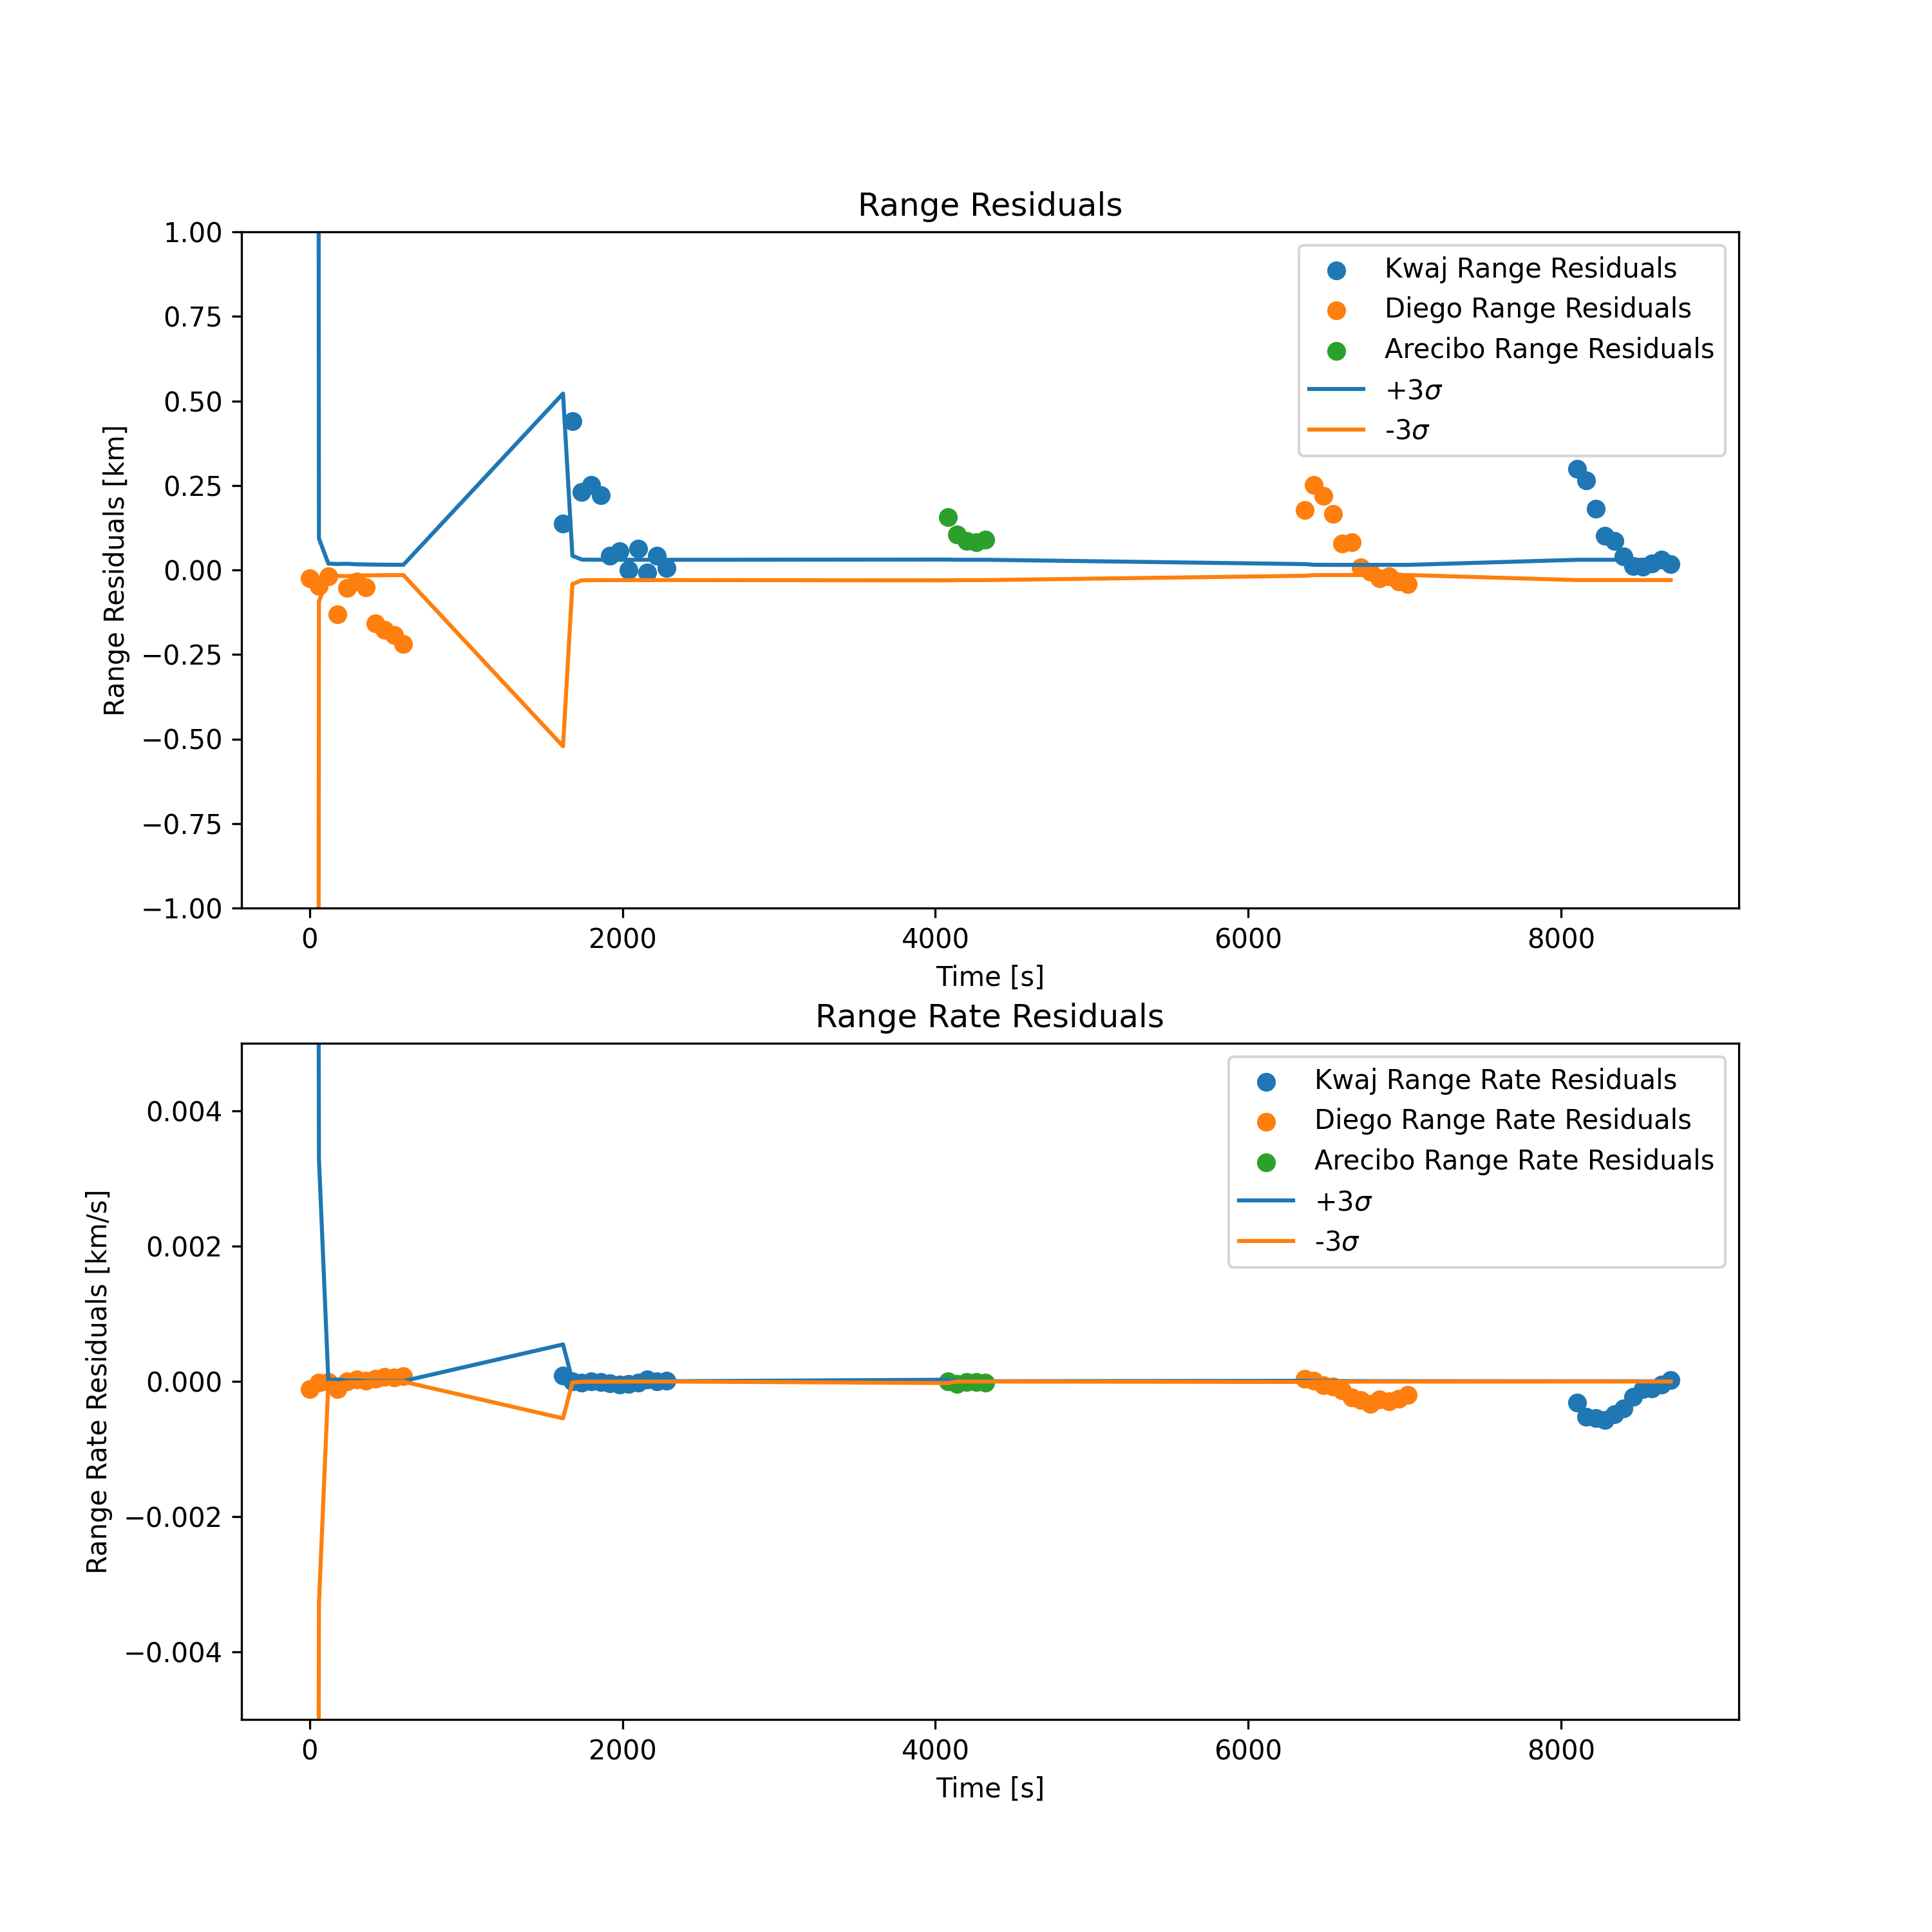 Range Residuals
1.00
0.75
0.50
0.25
0.00
−0.25
−0.50
−0.75
−1.00
Range Residuals [km]
Kwaj Range Residuals
Diego Range Residuals
Arecibo Range Residuals
+3σ
-3σ
0 2000 4000 6000 8000
Time [s]
Range Rate Residuals
0.004
0.002
0.000
−0.002
−0.004
Range Rate Residuals [km/s]
Kwaj Range Rate Residuals
Diego Range Rate Residuals
Arecibo Range Rate Residuals
+3σ
-3σ
0 2000 4000 6000 8000
Time [s]